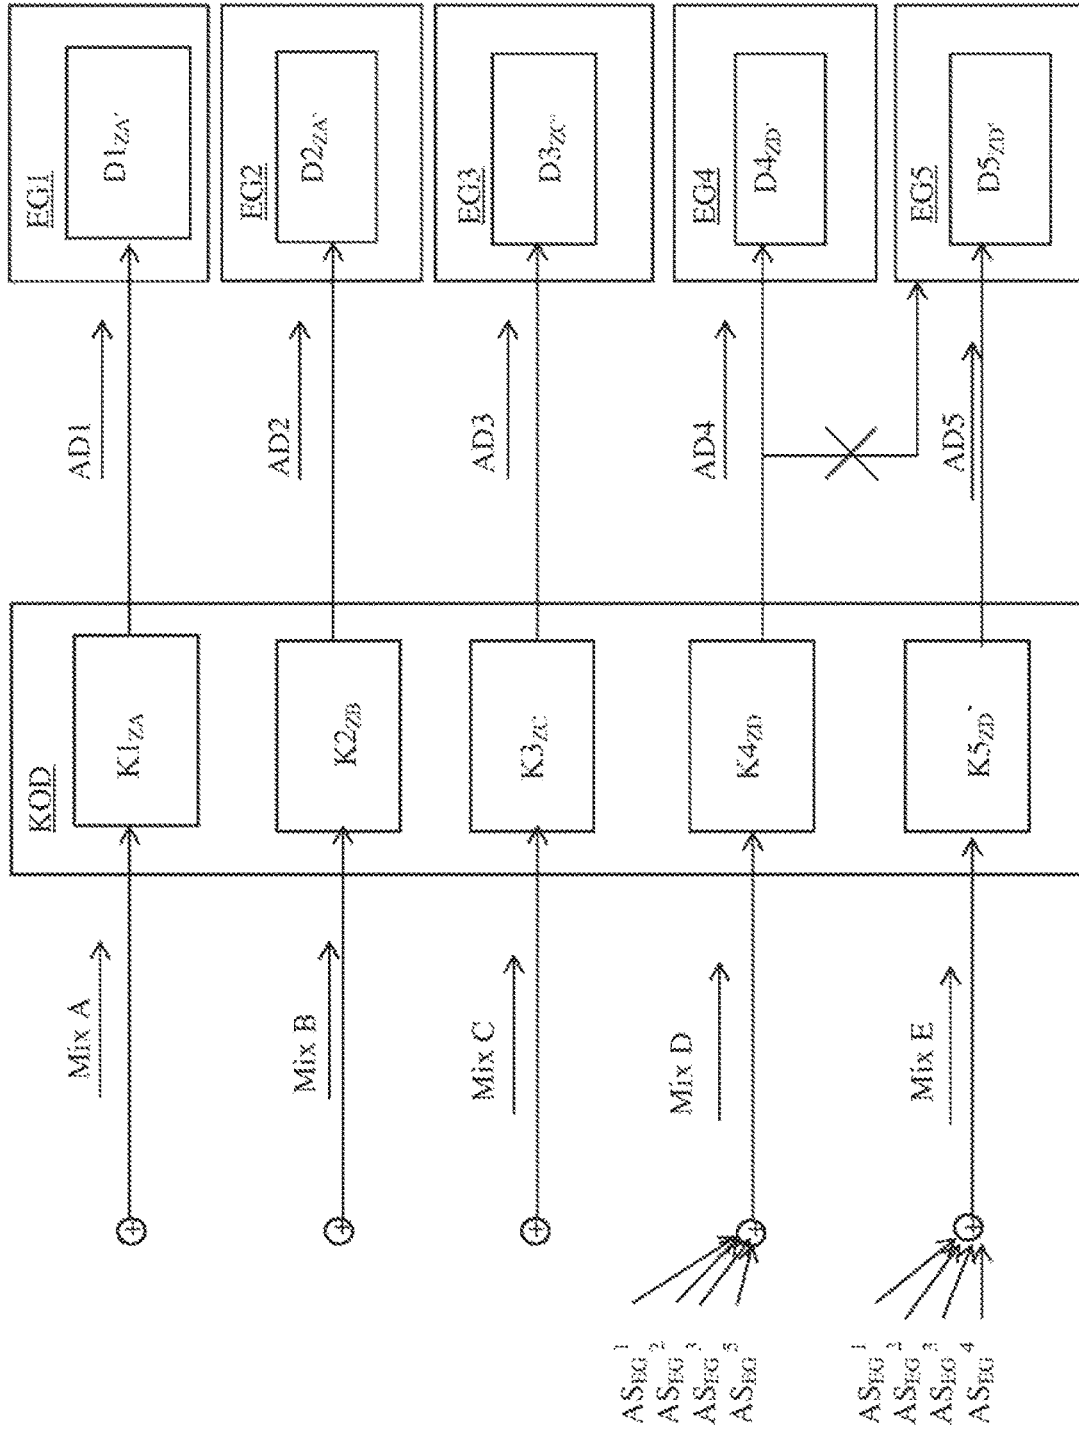 EG1
D1ZA'
EG2
D2ZA'
EG3
D3ZC'
EG4
D4ZD'
EG5
D5ZD'
AD1
AD2
AD3
AD4
AD5
KOD
K1ZA
K2ZB
K3ZC
K4ZD
K5ZD'
Mix A
Mix B
Mix C
Mix D
Mix E
ASEG1
ASEG2
ASEG3
ASEG5
ASEG1
ASEG2
ASEG3
ASEG4